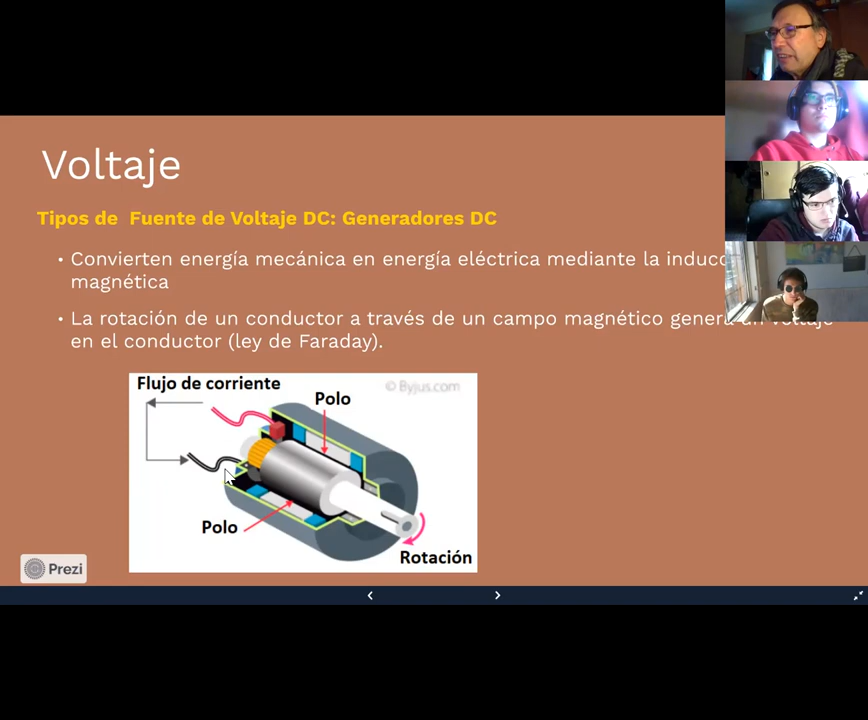 Voltaje
Tipos de Fuente de Voltaje DC: Generadores DC
• Convierten energía mecánica en energía eléctrica mediante la
magnética
• La rotación de un conductor a través de un campo magnético
en el conductor (ley de Faraday).
Flujo de corriente
© Byjus.com
Polo
Polo
Rotación
Prezi